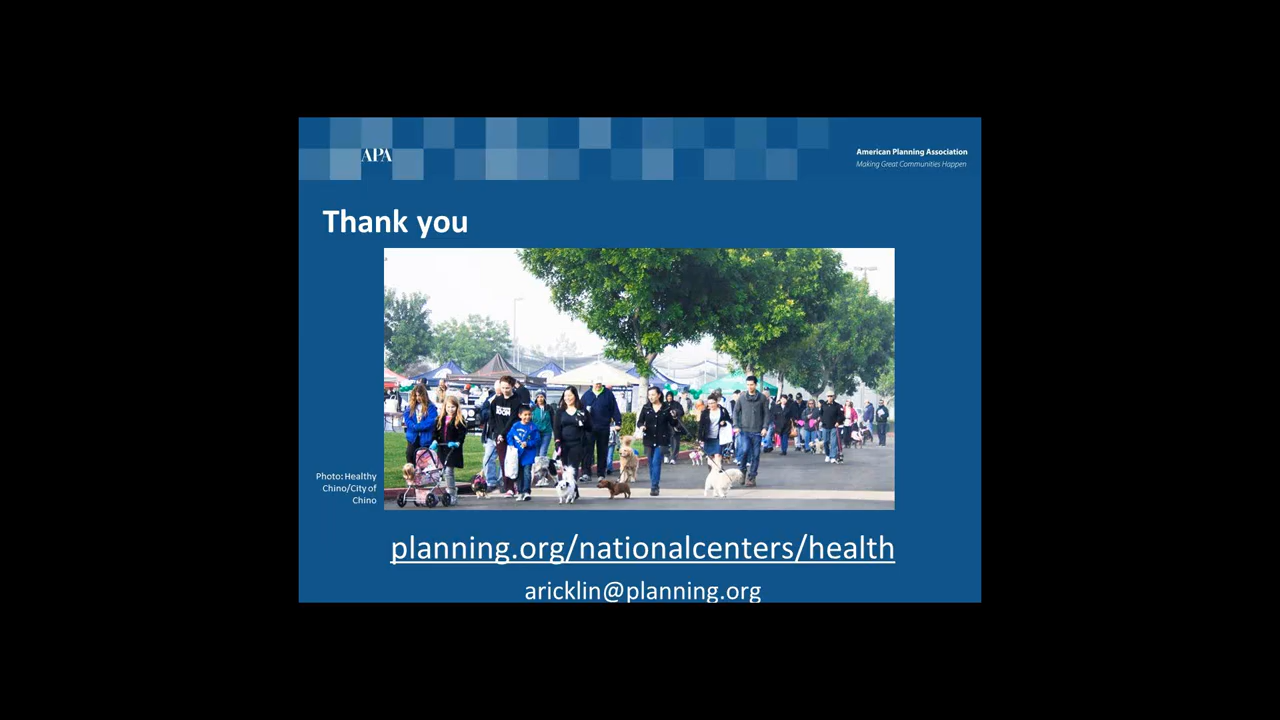 APA
American Planning Association
Making Great Communities Happen
Thank you
Photo: Healthy
Chino/City of
Chino
planning.org/nationalcenters/health
aricklin@planning.org